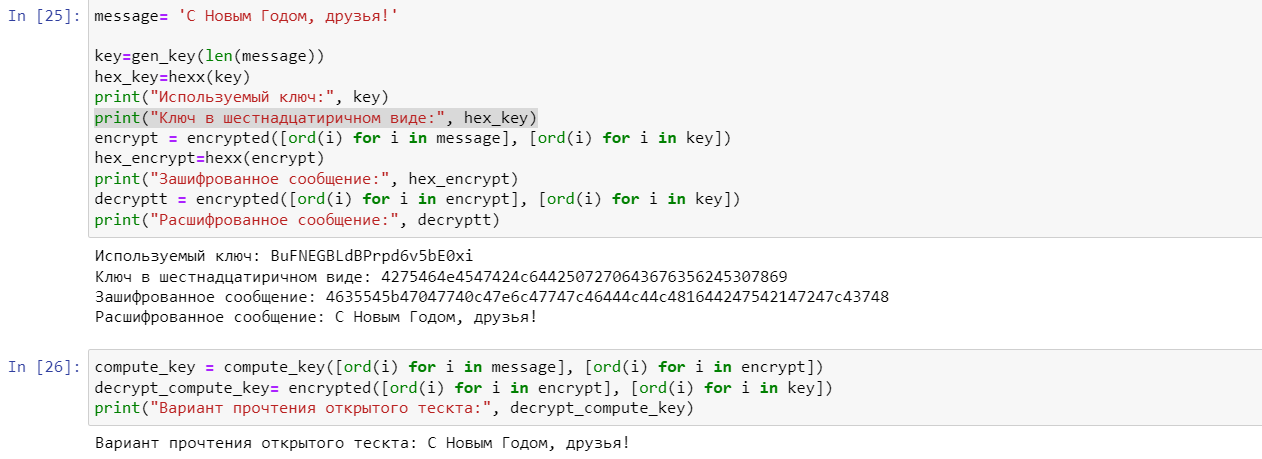 In [25]: message= 'С Новым Годом, друзья!'
key=gen_key(len(message))
hex_key=hexx(key)
print("Используемый ключ:", key)
print("Ключ в шестнадцатиричном виде:", hex_key)
encrypt = encrypted([ord(i) for i in message], [ord(i) for i in key])
hex_encrypt=hexx(encrypt)
print("Зашифрованное сообщение:", hex_encrypt)
decryptt = encrypted([ord(i) for i in encrypt], [ord(i) for i in key])
print("Расшифрованное сообщение:", decryptt)
Используемый ключ: BuFNEGBLdBPrpd6v5bE0xi
Ключ в шестнадцатиричном виде: 4275464e4547424c644250727064367635624530​7869
Зашифрованное сообщение: 4635545b47047740c47e6c47747c46444c44c481644247542147247c43748
Расшифрованное сообщение: С Новым Годом, друзья!
In [26]: compute_key = compute_key([ord(i) for i in message], [ord(i) for i in encrypt])
decrypt_compute_key= encrypted([ord(i) for i in encrypt], [ord(i) for i in key])
print("Вариант прочтения открытого тескта:", decrypt_compute_key)
Вариант прочтения открытого тескта: С Новым Годом, друзья!